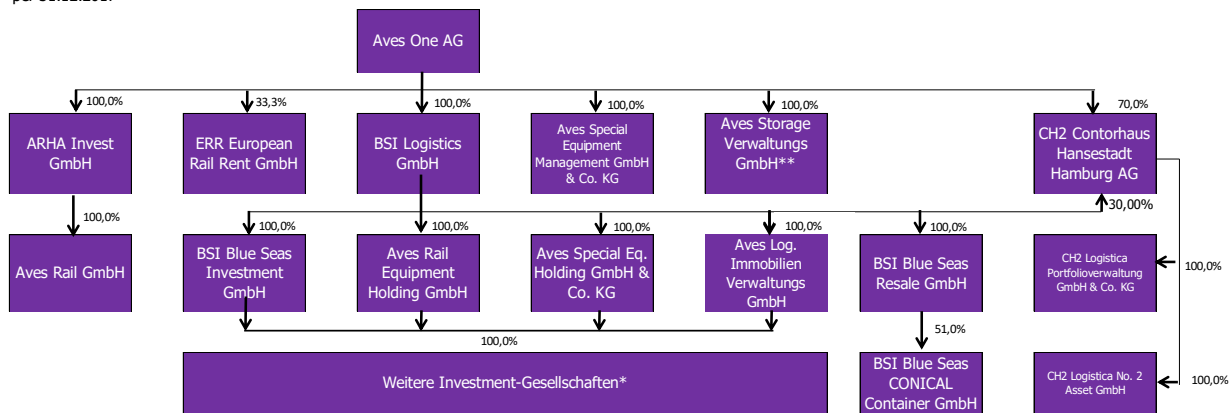 Aves One AG
100,0%
33,3%
100,0%
100,0%
100,0%
70,0%
ARHA Invest
GmbH
ERR European
Rail Rent GmbH
BSI Logistics
GmbH
Aves Special
Equipment
Management GmbH
& Co. KG
Aves Storage
Verwaltungs
GmbH**
CH2 Contorhaus
Hansestadt
Hamburg AG
100,0%
100,0%
100,0%
100,0%
100,0%
100,0%
30,00%
Aves Rail GmbH
BSI Blue Seas
Investment
GmbH
Aves Rail
Equipment
Holding GmbH
Aves Special Eq.
Holding GmbH &
Co. KG
Aves Log.
Immobilien
Verwaltungs
GmbH
BSI Blue Seas
Resale GmbH
CH2 Logistica
Portfolioverwaltung
GmbH & Co. KG
100,0%
100,0%
51,0%
Weitere Investment-Gesellschaften*
BSI Blue Seas
CONICAL
Container GmbH
CH2 Logistica No. 2
Asset GmbH
100,0%